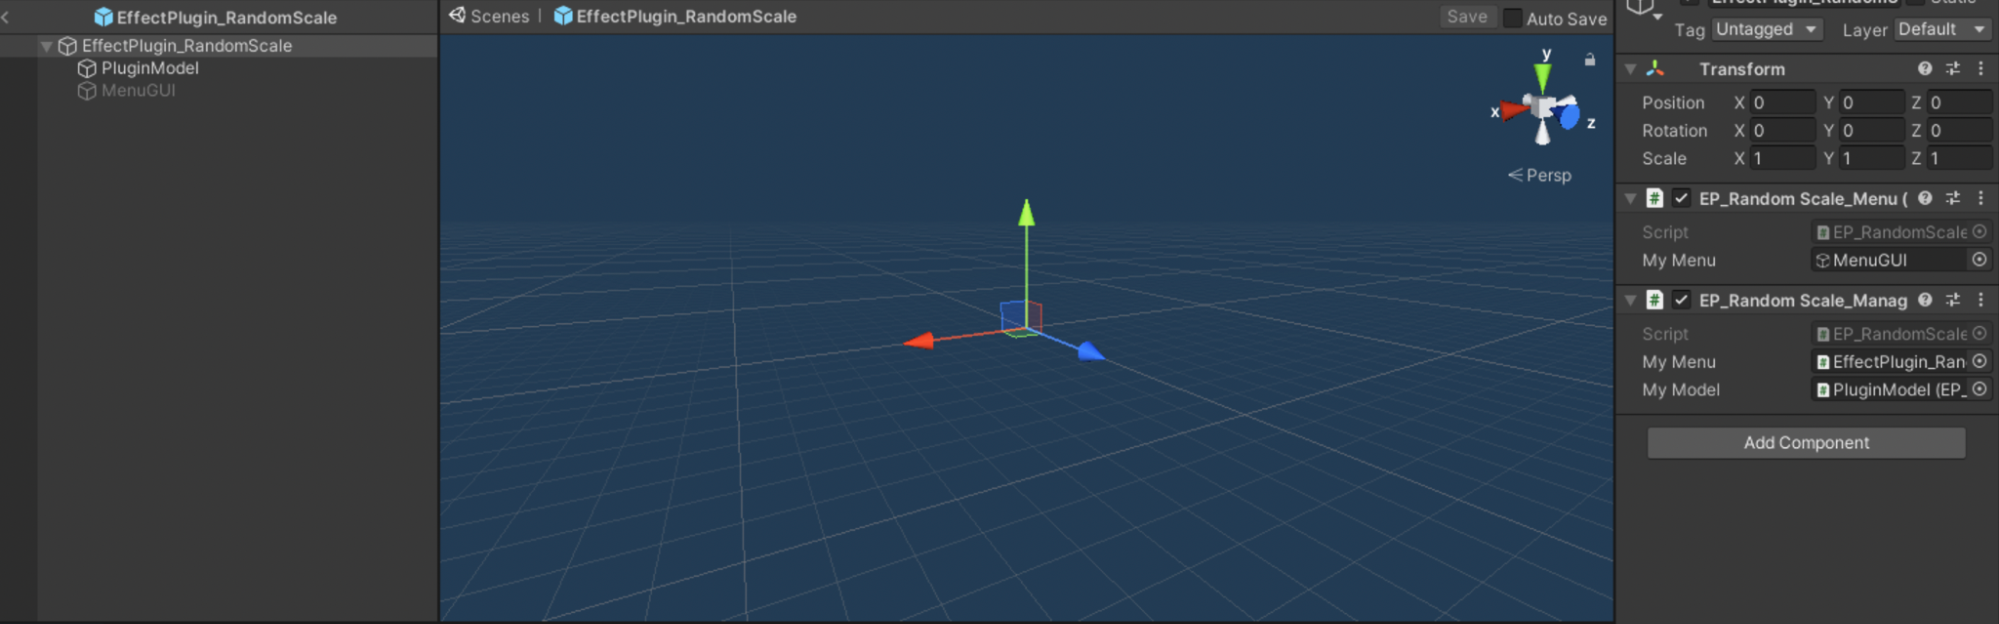 EffectPlugin_RandomScale
EffectPlugin_RandomScale
PluginModel
MenuGUI
Scenes | EffectPlugin_RandomScale
Save Auto Save
y
x
z
Persp
Tag Untagged Layer Default
Transform
Position X 0 Y 0 Z 0
Rotation X 0 Y 0 Z 0
Scale X 1 Y 1 Z 1
EP_Random Scale_Menu (
Script EP_RandomScale
My Menu MenuGUI
EP_Random Scale_Manag
Script EP_RandomScale
My Menu EffectPlugin_Ran
My Model PluginModel (EP_
Add Component